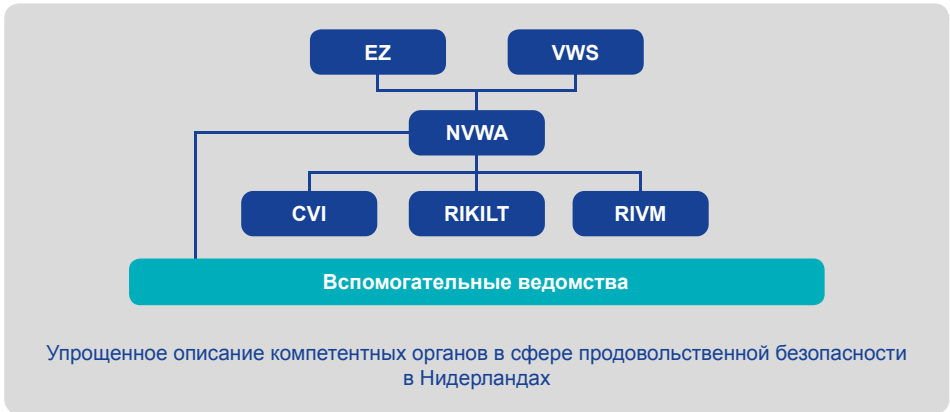 EZ
VWS
NVWA
CVI
RIKILT
RIVM
Вспомогательные ведомства
Упрощенное описание компетентных органов в сфере продовольственной безопасности
в Нидерландах